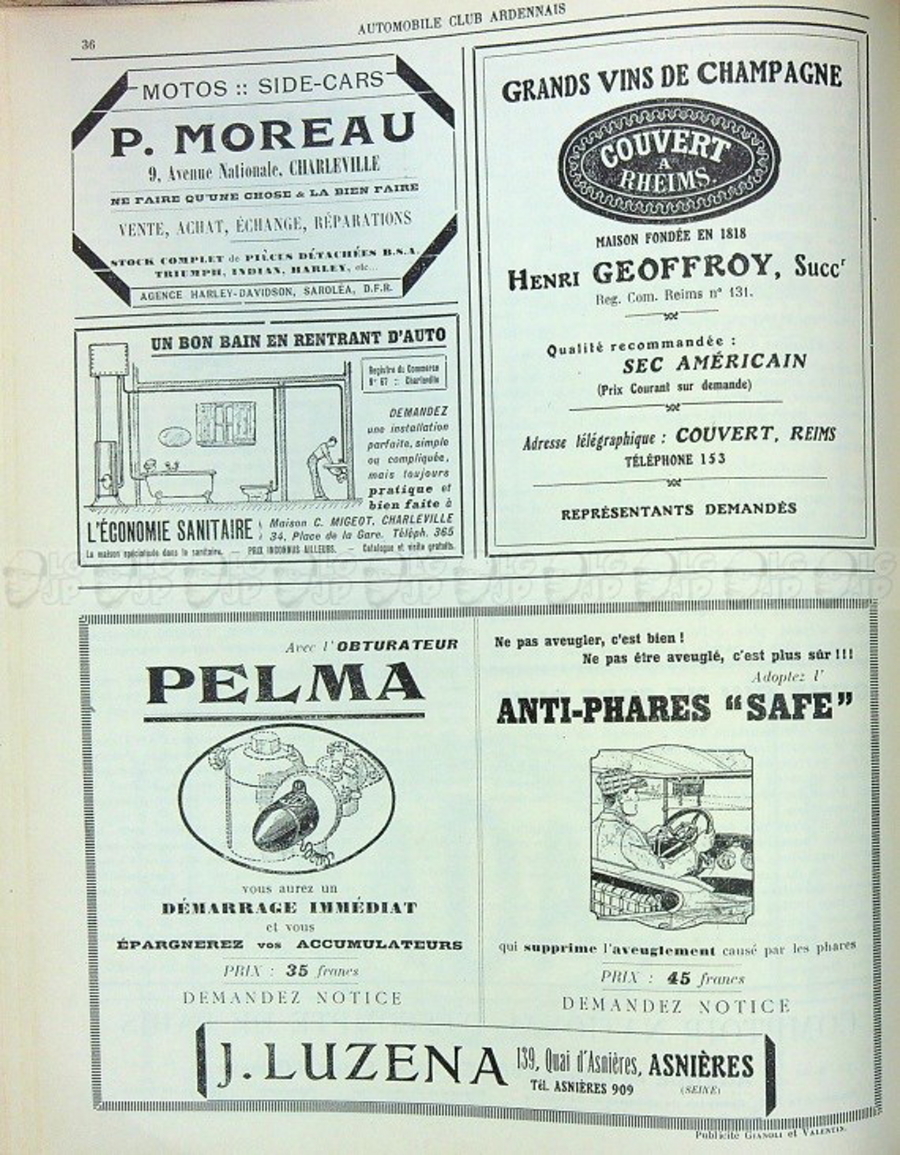 36
AUTOMOBILE CLUB ARDENNAIS
MOTOS :: SIDE-CARS
P. MOREAU
9, Avenue Nationale, CHARLEVILLE
NE FAIRE QU'UNE CHOSE & LA BIEN FAIRE
VENTE, ACHAT, ÉCHANGE, RÉPARATIONS
STOCK COMPLET de PIÈCES DÉTACHÉES B.S.A.
TRIUMPH, INDIAN, HARLEY, etc...
AGENCE HARLEY-DAVIDSON, SAROLÉA, D.F.R.
UN BON BAIN EN RENTRANT D'AUTO
Registre du Commerce
N° 67 :: Charleville
DEMANDEZ
une installation
parfaite, simple
ou compliquée,
mais toujours
pratique et
bien faite à
L'ÉCONOMIE SANITAIRE
Maison C. MIGEOT, CHARLEVILLE
34, Place de la Gare. Téléph. 365
La maison spécialisée dans le sanitaire. PRIX INCONNUS AILLEURS. - Catalogue et visite gratuits.
GRANDS VINS DE CHAMPAGNE
COUVERT
A
RHEIMS.
MAISON FONDÉE EN 1818
HENRI GEOFFROY, Succr
Reg. Com. Reims n° 131.
Qualité recommandée :
SEC AMÉRICAIN
(Prix Courant sur demande)
Adresse télégraphique : COUVERT, REIMS
TÉLÉPHONE 153
REPRÉSENTANTS DEMANDÉS
Avec l'OBTURATEUR
PELMA
vous aurez un
DÉMARRAGE IMMÉDIAT
et vous
ÉPARGNEREZ vos ACCUMULATEURS
PRIX : 35 francs
DEMANDEZ NOTICE
Ne pas aveugler, c'est bien !
Ne pas être aveuglé, c'est plus sûr !!!
Adoptez l'
ANTI-PHARES "SAFE"
qui supprime l'aveuglement causé par les phares
PRIX : 45 francs
DEMANDEZ NOTICE
J. LUZENA
139, Quai d'Asnières, ASNIÈRES
Tél. ASNIÈRES 909 (SEINE)
Publicité GIANOLI et VALENTIN.